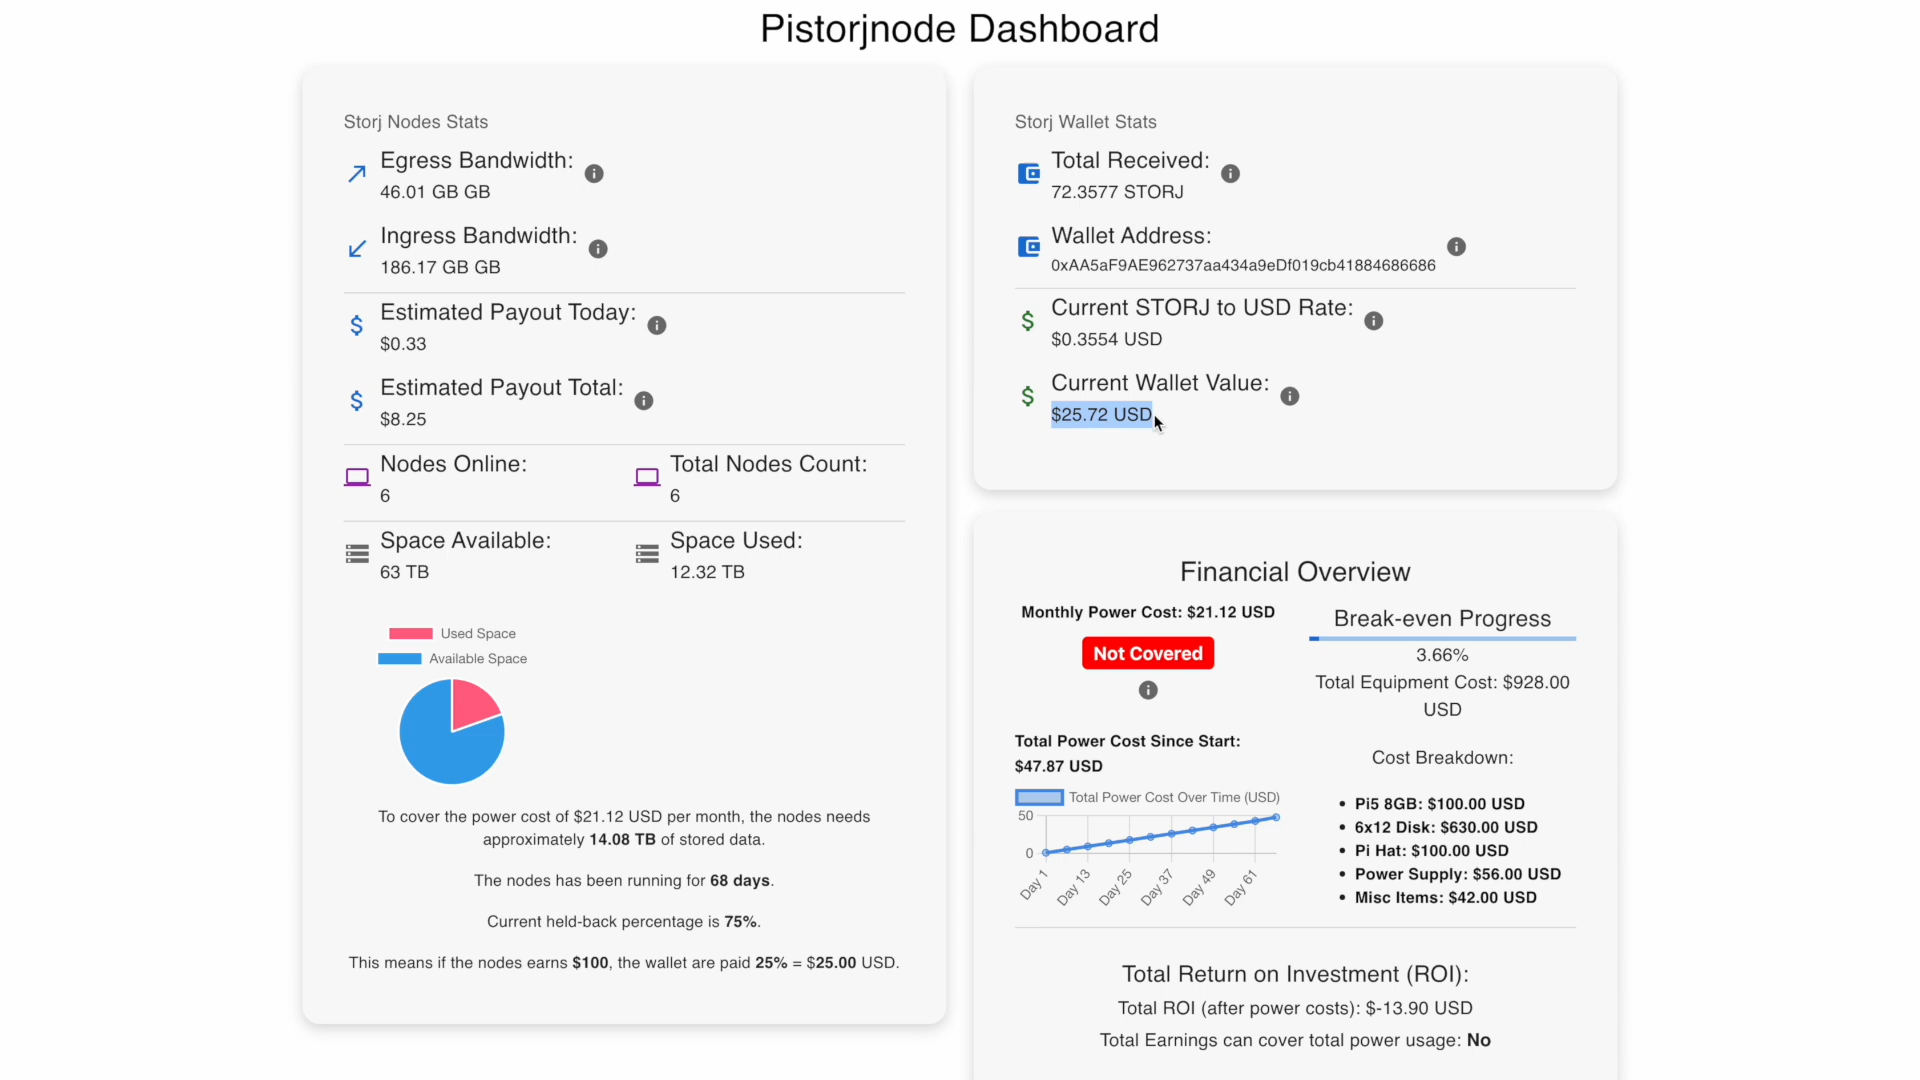 Pistorjnode Dashboard
Storj Nodes Stats
Egress Bandwidth:
46.01 GB GB
Ingress Bandwidth:
186.17 GB GB
Estimated Payout Today:
$0.33
Estimated Payout Total:
$8.25
Nodes Online:
6
Total Nodes Count:
6
Space Available:
63 TB
Space Used:
12.32 TB
Used Space
Available Space
To cover the power cost of $21.12 USD per month, the nodes needs
approximately 14.08 TB of stored data.
The nodes has been running for 68 days.
Current held-back percentage is 75%.
This means if the nodes earns $100, the wallet are paid 25% = $25.00 USD.
Storj Wallet Stats
Total Received:
72.3577 STORJ
Wallet Address:
0xAA5aF9AE962737aa434a9eDf019cb41884686686
Current STORJ to USD Rate:
$0.3554 USD
Current Wallet Value:
$25.72 USD
Financial Overview
Monthly Power Cost: $21.12 USD
Not Covered
Total Power Cost Since Start:
$47.87 USD
Total Power Cost Over Time (USD)
50
0
Day 1
Day 13
Day 25
Day 37
Day 49
Day 61
Break-even Progress
3.66%
Total Equipment Cost: $928.00
USD
Cost Breakdown:
• Pi5 8GB: $100.00 USD
• 6x12 Disk: $630.00 USD
• Pi Hat: $100.00 USD
• Power Supply: $56.00 USD
• Misc Items: $42.00 USD
Total Return on Investment (ROI):
Total ROI (after power costs): $-13.90 USD
Total Earnings can cover total power usage: No